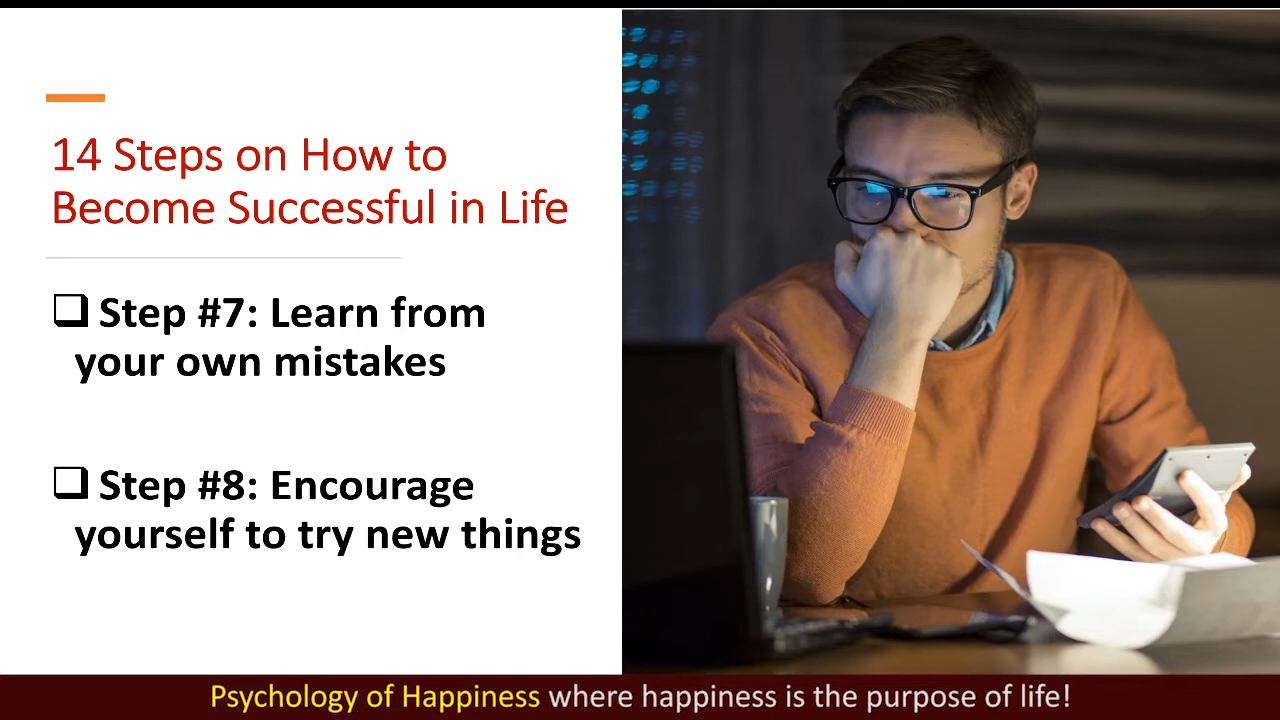 14 Steps on How to
Become Successful in Life
❑ Step #7: Learn from
your own mistakes
❑ Step #8: Encourage
yourself to try new things
Psychology of Happiness where happiness is the purpose of life!